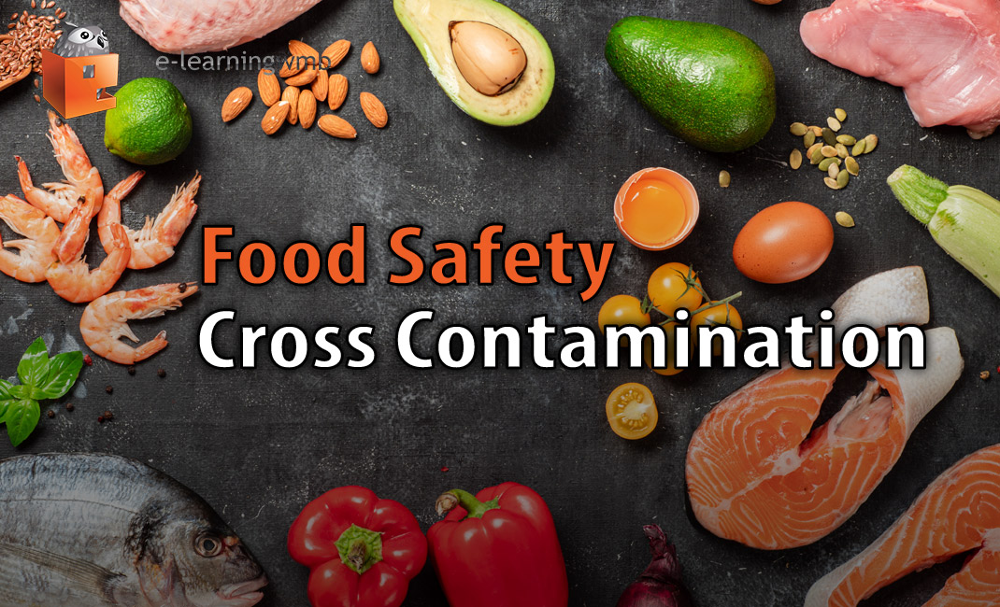 e-learning vmb
Food Safety
Cross Contamination